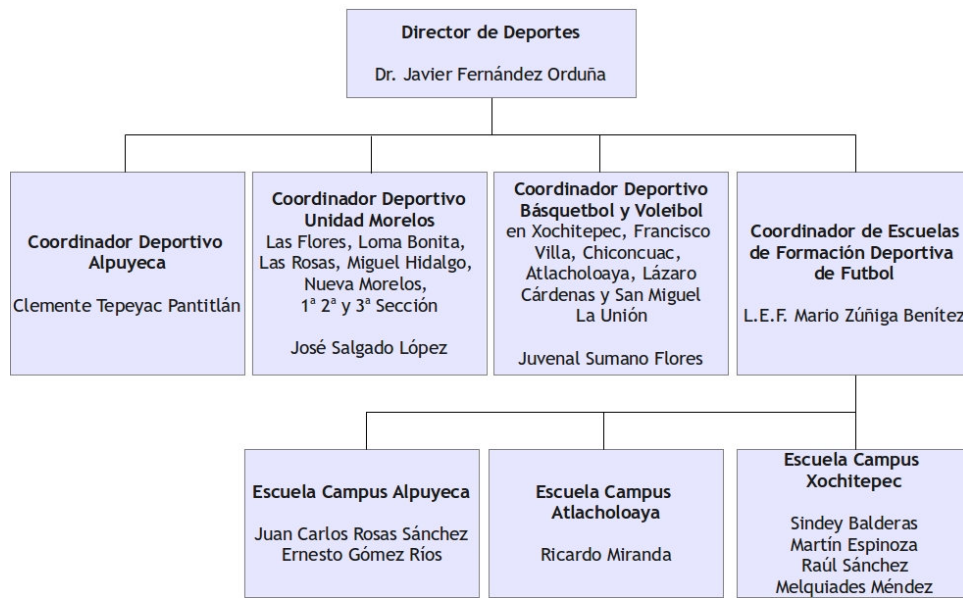 Director de Deportes
Dr. Javier Fernández Orduña
Coordinador Deportivo
Alpuyeca
Clemente Tepeyac Pantitlán
Coordinador Deportivo
Unidad Morelos
Las Flores, Loma Bonita,
Las Rosas, Miguel Hidalgo,
Nueva Morelos,
1ª 2ª y 3ª Sección
José Salgado López
Coordinador Deportivo
Básquetbol y Voleibol
en Xochitepec, Francisco
Villa, Chiconcuac,
Atlacholoaya, Lázaro
Cárdenas y San Miguel
La Unión
Juvenal Sumano Flores
Coordinador de Escuelas
de Formación Deportiva
de Futbol
L.E.F. Mario Zúñiga Benítez
Escuela Campus Alpuyeca
Juan Carlos Rosas Sánchez
Ernesto Gómez Ríos
Escuela Campus
Atlacholoaya
Ricardo Miranda
Escuela Campus
Xochitepec
Sindey Balderas
Martín Espinoza
Raúl Sánchez
Melquiades Méndez